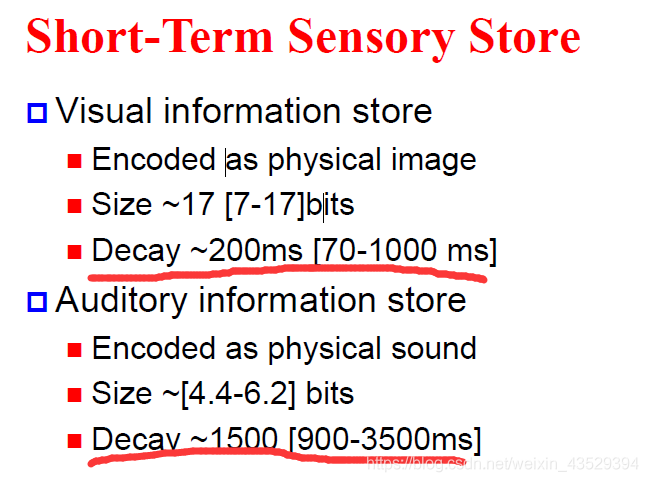 Short-Term Sensory Store
Visual information store
Encoded as physical image
Size ~17 [7-17]bits
Decay ~200ms [70-1000 ms]
Auditory information store
Encoded as physical sound
Size ~[4.4-6.2] bits
Decay ~1500 [900-3500ms]
https://blog.csdn.net/weixin_43529394